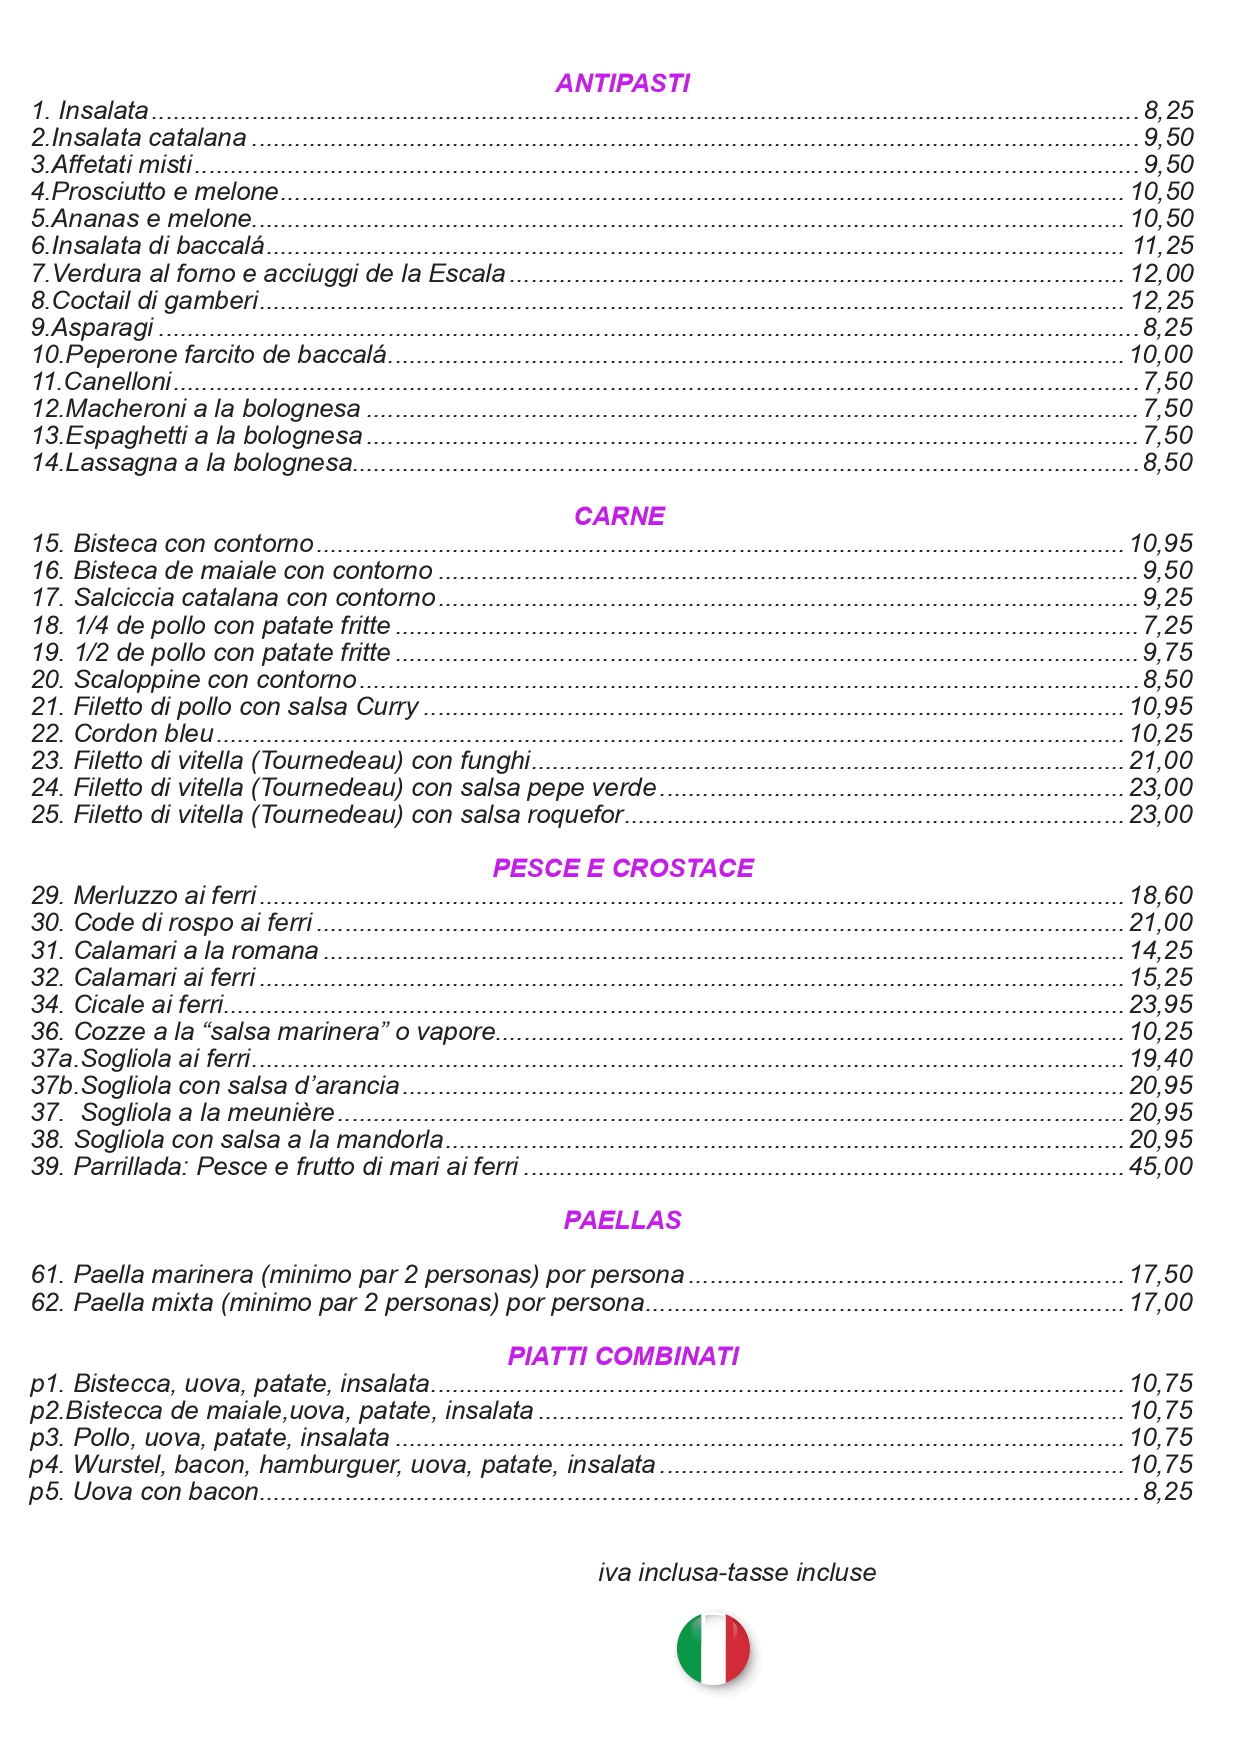 ANTIPASTI
1. Insalata........8,25
2.Insalata catalana........9,50
3.Affetati misti........9,50
4.Prosciutto e melone........10,50
5.Ananas e melone........10,50
6.Insalata di baccalá........11,25
7.Verdura al forno e acciuggi de la Escala........12,00
8.Coctail di gamberi........12,25
9.Asparagi........8,25
10.Peperone farcito de baccalá........10,00
11.Canelloni........7,50
12.Macheroni a la bolognesa........7,50
13.Espaghetti a la bolognesa........7,50
14.Lassagna a la bolognesa........8,50
CARNE
15. Bisteca con contorno........10,95
16. Bisteca de maiale con contorno........9,50
17. Salciccia catalana con contorno........9,25
18. 1/4 de pollo con patate fritte........7,25
19. 1/2 de pollo con patate fritte........9,75
20. Scaloppine con contorno........8,50
21. Filetto di pollo con salsa Curry........10,95
22. Cordon bleu........10,25
23. Filetto di vitella (Tournedeau) con funghi........21,00
24. Filetto di vitella (Tournedeau) con salsa pepe verde........23,00
25. Filetto di vitella (Tournedeau) con salsa roquefor........23,00
PESCE E CROSTACE
29. Merluzzo ai ferri........18,60
30. Code di rospo ai ferri........21,00
31. Calamari a la romana........14,25
32. Calamari ai ferri........15,25
34. Cicale ai ferri........23,95
36. Cozze a la “salsa marinera” o vapore........10,25
37a.Sogliola ai ferri........19,40
37b.Sogliola con salsa d’arancia........20,95
37. Sogliola a la meunière........20,95
38. Sogliola con salsa a la mandorla........20,95
39. Parrillada: Pesce e frutto di mari ai ferri........45,00
PAELLAS
61. Paella marinera (minimo par 2 personas) por persona........17,50
62. Paella mixta (minimo par 2 personas) por persona........17,00
PIATTI COMBINATI
p1. Bistecca, uova, patate, insalata........10,75
p2.Bistecca de maiale,uova, patate, insalata........10,75
p3. Pollo, uova, patate, insalata........10,75
p4. Wurstel, bacon, hamburguer, uova, patate, insalata........10,75
p5. Uova con bacon........8,25
iva inclusa-tasse incluse